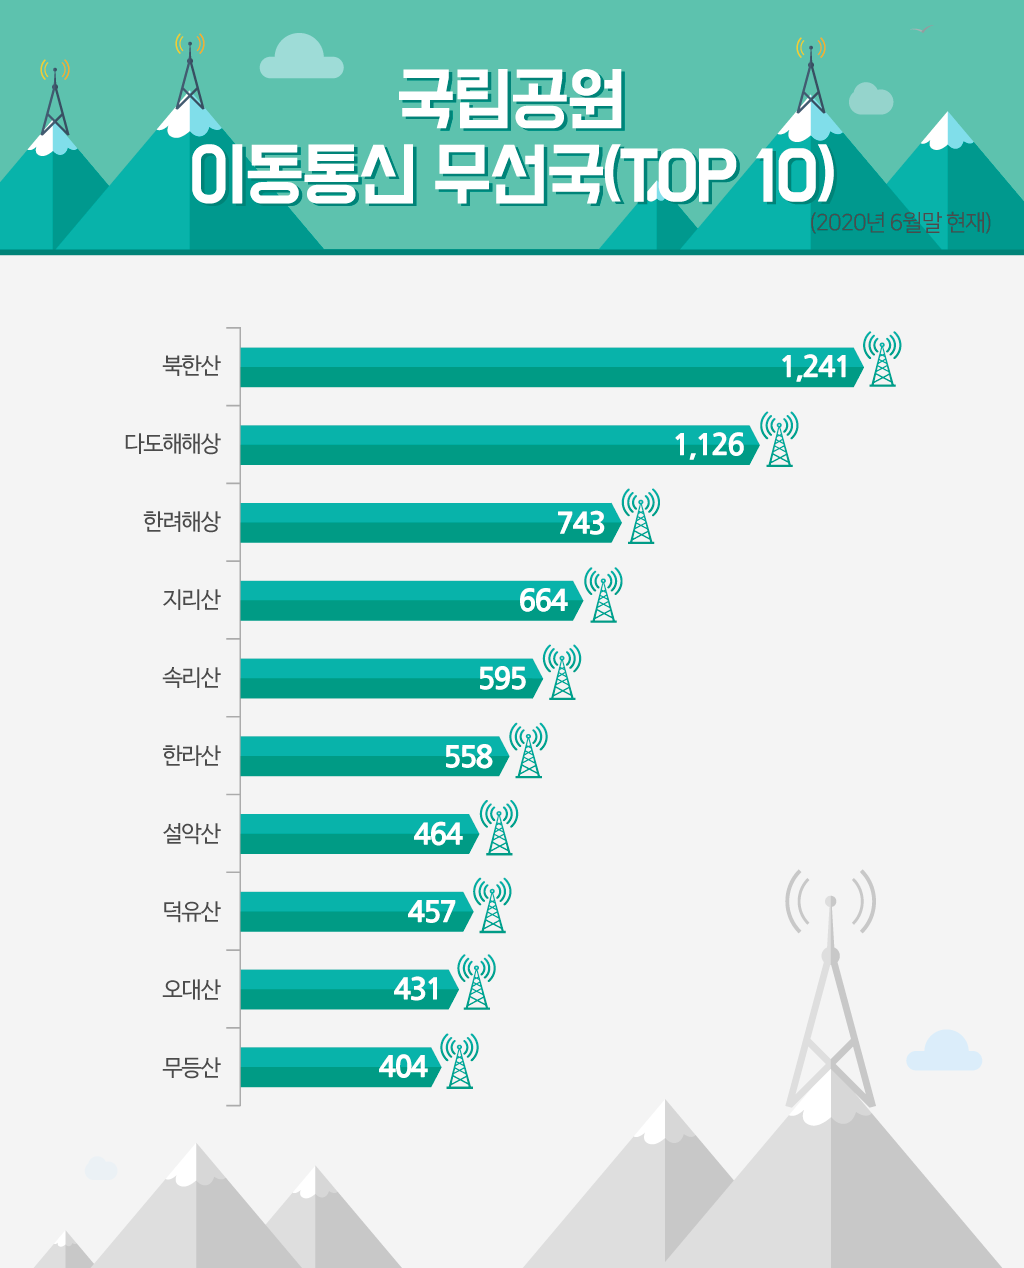 국립공원
이동통신 무선국(TOP 10)
(2020년 6월말 현재)
북한산 1,241
다도해해상 1,126
한려해상 743
지리산 664
속리산 595
한라산 558
설악산 464
덕유산 457
오대산 431
무등산 404